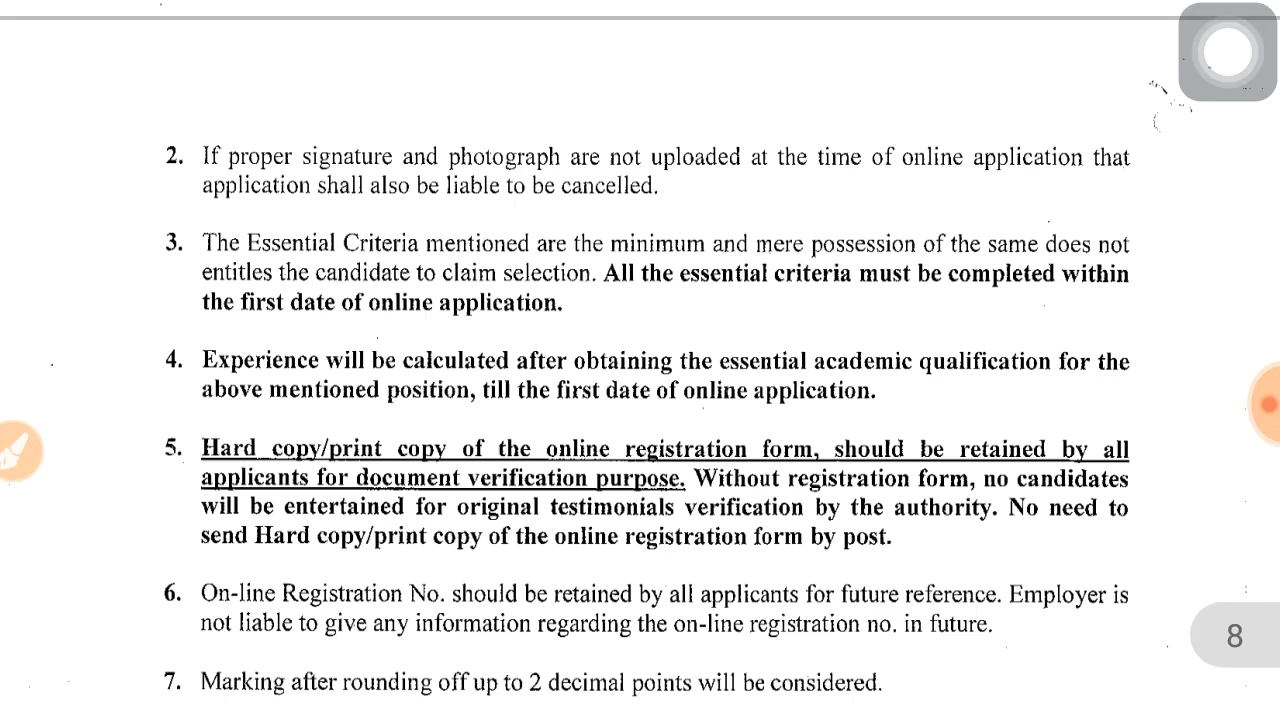 2. If proper signature and photograph are not uploaded at the time of online application that
application shall also be liable to be cancelled.
3. The Essential Criteria mentioned are the minimum and mere possession of the same does not
entitles the candidate to claim selection. All the essential criteria must be completed within
the first date of online application.
4. Experience will be calculated after obtaining the essential academic qualification for the
above mentioned position, till the first date of online application.
5. Hard copy/print copy of the online registration form, should be retained by all
applicants for document verification purpose. Without registration form, no candidates
will be entertained for original testimonials verification by the authority. No need to
send Hard copy/print copy of the online registration form by post.
6. On-line Registration No. should be retained by all applicants for future reference. Employer is
not liable to give any information regarding the on-line registration no. in future.
8
7. Marking after rounding off up to 2 decimal points will be considered.